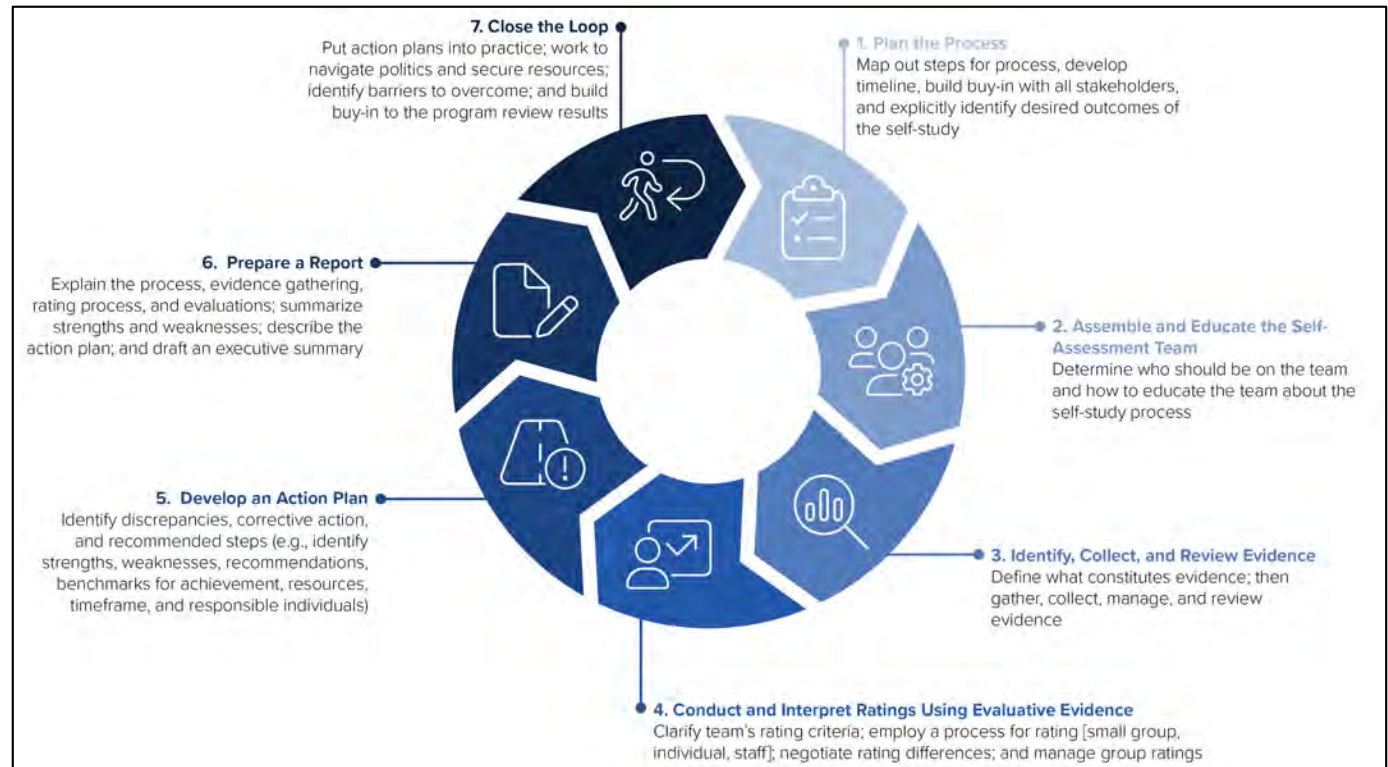 7. Close the Loop
Put action plans into practice; work to
navigate politics and secure resources;
identify barriers to overcome; and build
buy-in to the program review results
1. Plan the Process
Map out steps for process, develop
timeline, build buy-in with all stakeholders,
and explicitly identify desired outcomes of
the self-study
6. Prepare a Report
Explain the process, evidence gathering,
rating process, and evaluations; summarize
strengths and weaknesses; describe the
action plan; and draft an executive summary
2. Assemble and Educate the Self-
Assessment Team
Determine who should be on the team
and how to educate the team about the
self-study process
5. Develop an Action Plan
Identify discrepancies, corrective action,
and recommended steps (e.g., identify
strengths, weaknesses, recommendations,
benchmarks for achievement, resources,
timeframe, and responsible individuals)
3. Identify, Collect, and Review Evidence
Define what constitutes evidence; then
gather, collect, manage, and review
evidence
4. Conduct and Interpret Ratings Using Evaluative Evidence
Clarify team's rating criteria; employ a process for rating [small group,
individual, staff]; negotiate rating differences; and manage group ratings